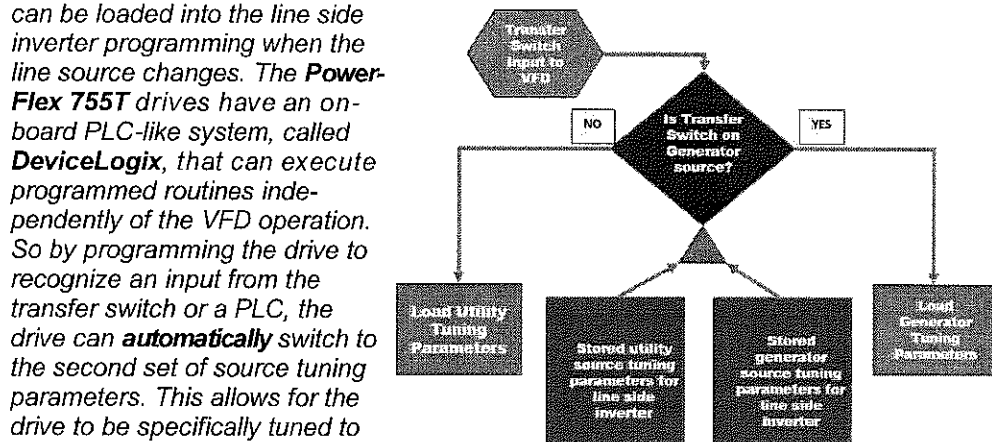 can be loaded into the line side
inverter programming when the
line source changes. The Power-
Flex 755T drives have an on-
board PLC-like system, called
DeviceLogix, that can execute
programmed routines inde-
pendently of the VFD operation.
So by programming the drive to
recognize an input from the
transfer switch or a PLC, the
drive can automatically switch to
the second set of source tuning
parameters. This allows for the
drive to be specifically tuned to
Transfer
Switch
Input to
VFD
Is Transfer
Switch on
Generator
source?
NO
YES
Load Utility
Tuning
Parameters
Stored utility
source tuning
parameters for
line side
inverter
Stored
generator
source tuning
parameters for
line side
inverter
Load
Generator
Tuning
Parameters